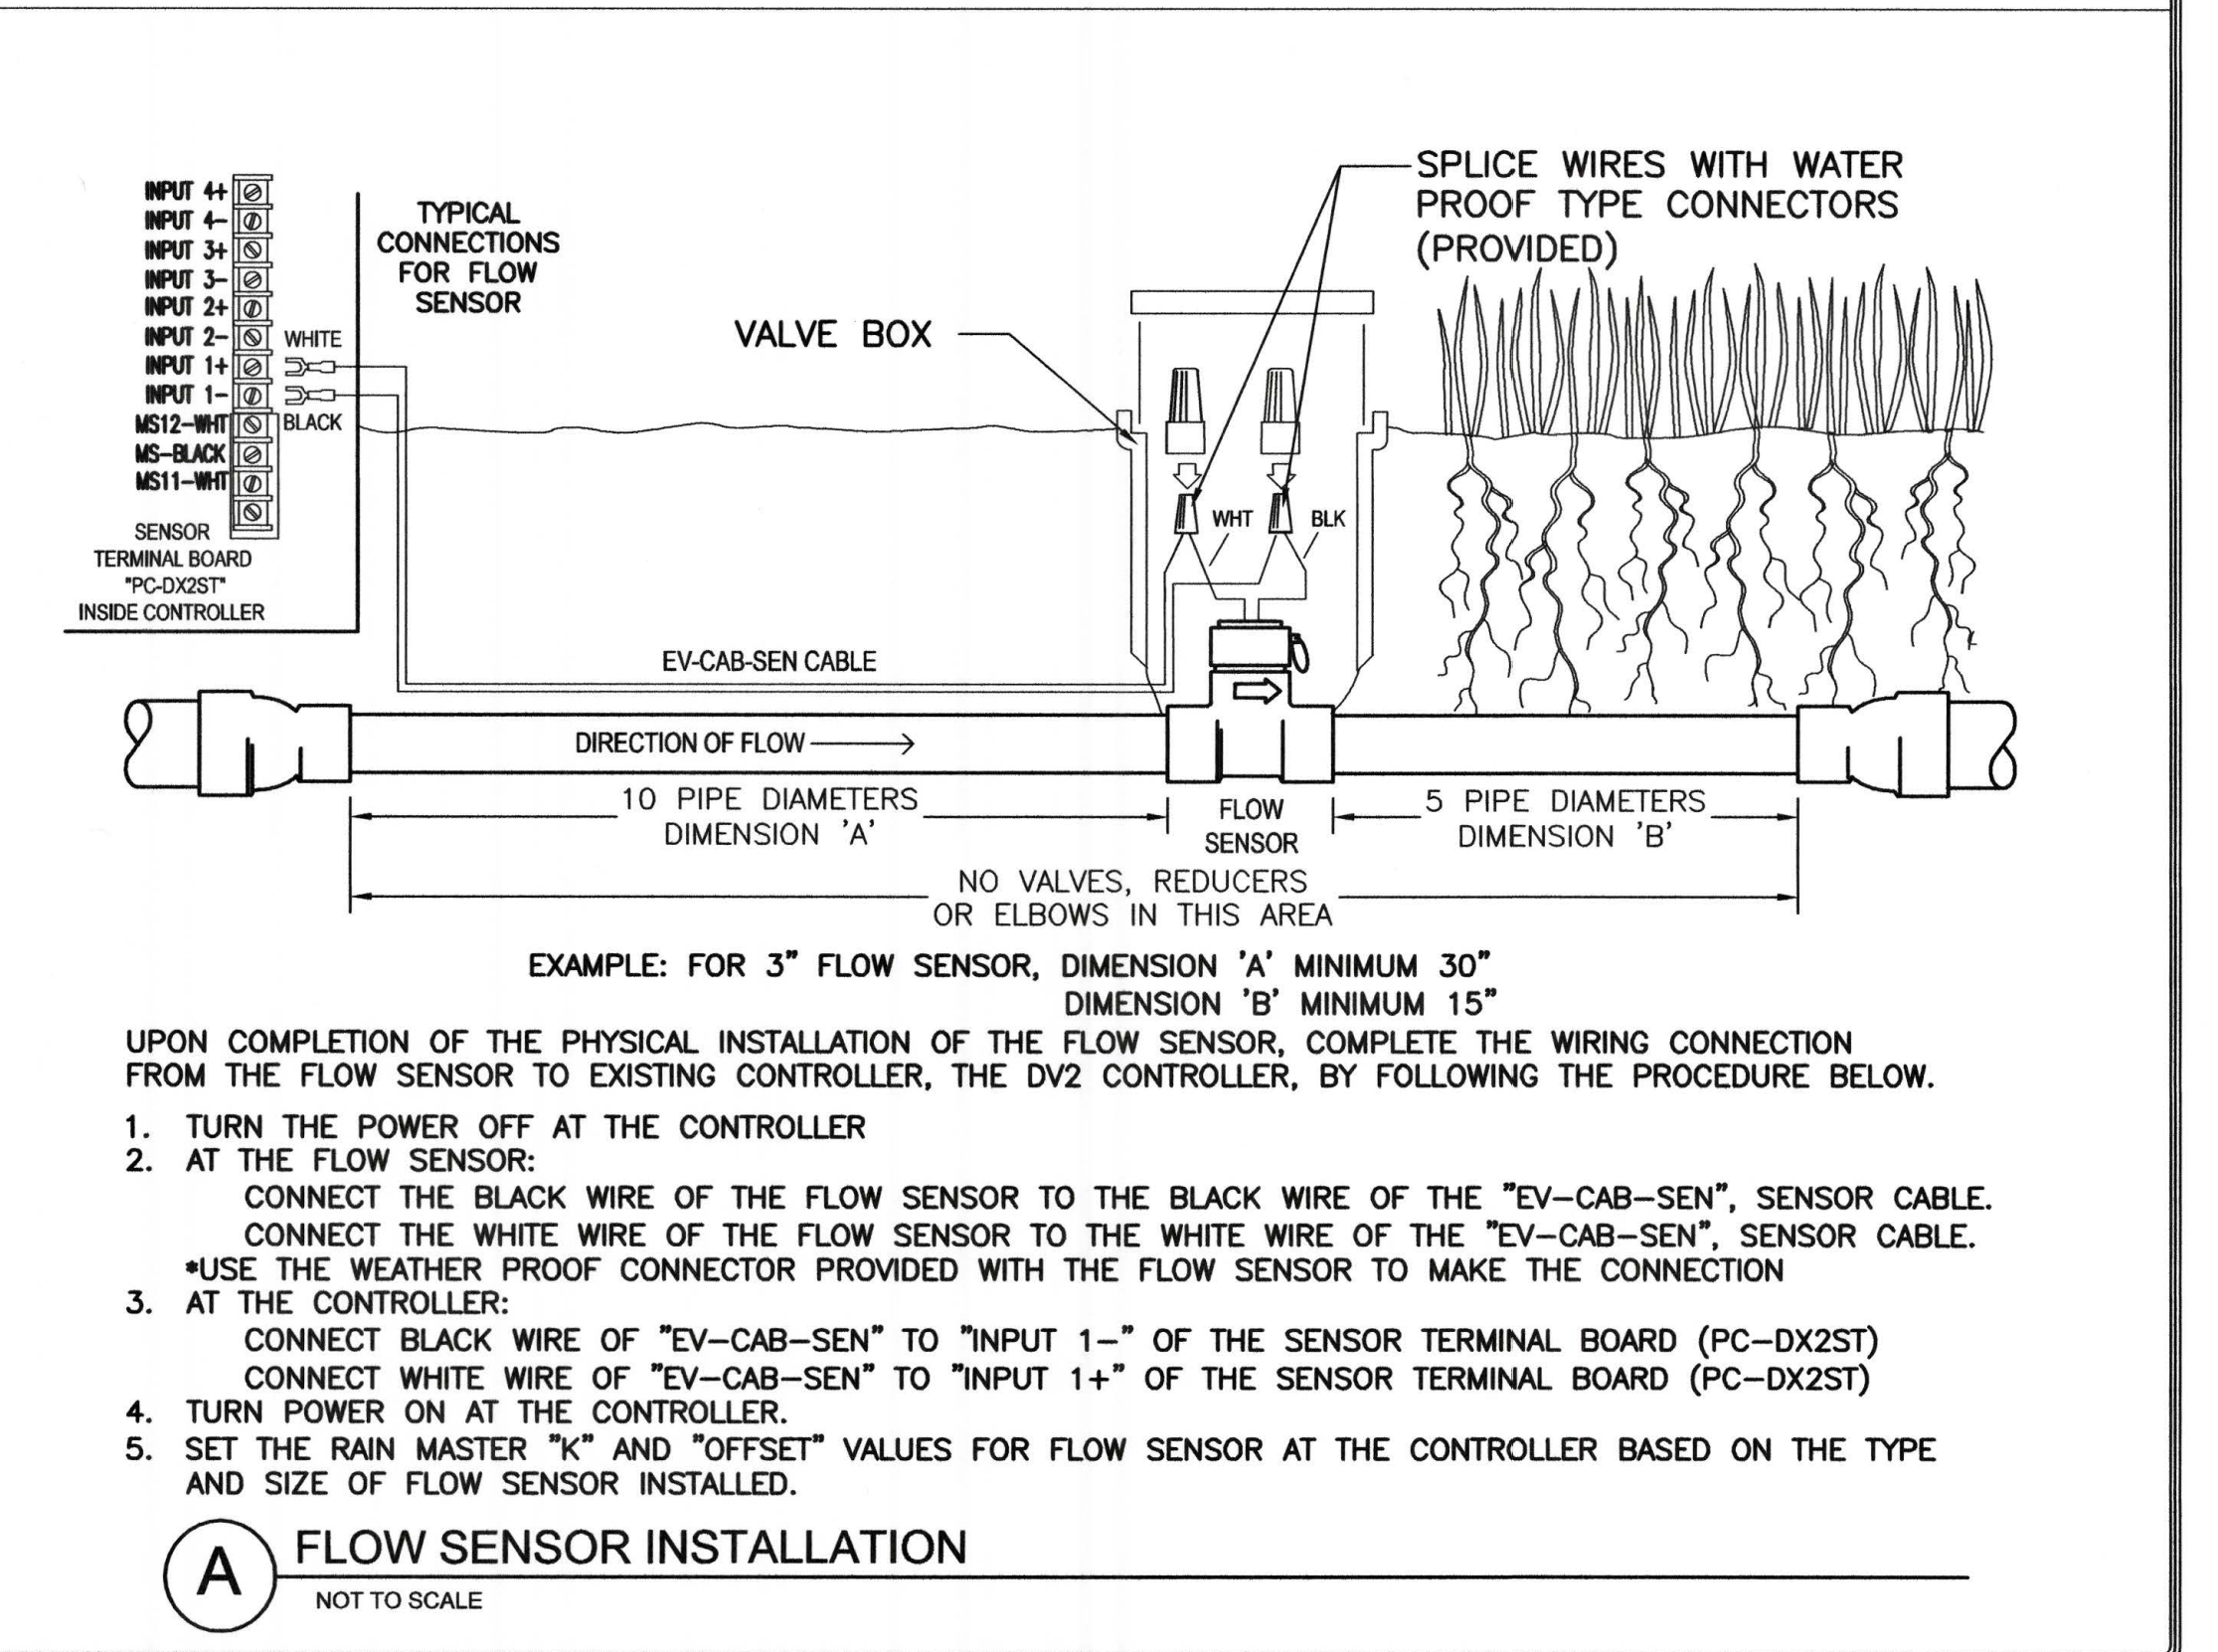 INPUT 4+
INPUT 4-
INPUT 3+
INPUT 3-
INPUT 2+
INPUT 2-
INPUT 1+
INPUT 1-
MS12-WHT
MS-BLACK
MS11-WHT
WHITE
BLACK
SENSOR
TERMINAL BOARD
"PC-DX2ST"
INSIDE CONTROLLER
TYPICAL
CONNECTIONS
FOR FLOW
SENSOR
VALVE BOX
SPLICE WIRES WITH WATER
PROOF TYPE CONNECTORS
(PROVIDED)
WHT
BLK
EV-CAB-SEN CABLE
DIRECTION OF FLOW
10 PIPE DIAMETERS
DIMENSION 'A'
FLOW
SENSOR
5 PIPE DIAMETERS
DIMENSION 'B'
NO VALVES, REDUCERS
OR ELBOWS IN THIS AREA
EXAMPLE: FOR 3" FLOW SENSOR, DIMENSION 'A' MINIMUM 30"
DIMENSION 'B' MINIMUM 15"
UPON COMPLETION OF THE PHYSICAL INSTALLATION OF THE FLOW SENSOR, COMPLETE THE WIRING CONNECTION
FROM THE FLOW SENSOR TO EXISTING CONTROLLER, THE DV2 CONTROLLER, BY FOLLOWING THE PROCEDURE BELOW.
1. TURN THE POWER OFF AT THE CONTROLLER
2. AT THE FLOW SENSOR:
CONNECT THE BLACK WIRE OF THE FLOW SENSOR TO THE BLACK WIRE OF THE "EV-CAB-SEN", SENSOR CABLE.
CONNECT THE WHITE WIRE OF THE FLOW SENSOR TO THE WHITE WIRE OF THE "EV-CAB-SEN", SENSOR CABLE.
*USE THE WEATHER PROOF CONNECTOR PROVIDED WITH THE FLOW SENSOR TO MAKE THE CONNECTION
3. AT THE CONTROLLER:
CONNECT BLACK WIRE OF "EV-CAB-SEN" TO "INPUT 1-" OF THE SENSOR TERMINAL BOARD (PC-DX2ST)
CONNECT WHITE WIRE OF "EV-CAB-SEN" TO "INPUT 1+" OF THE SENSOR TERMINAL BOARD (PC-DX2ST)
4. TURN POWER ON AT THE CONTROLLER.
5. SET THE RAIN MASTER "K" AND "OFFSET" VALUES FOR FLOW SENSOR AT THE CONTROLLER BASED ON THE TYPE
AND SIZE OF FLOW SENSOR INSTALLED.
A
FLOW SENSOR INSTALLATION
NOT TO SCALE